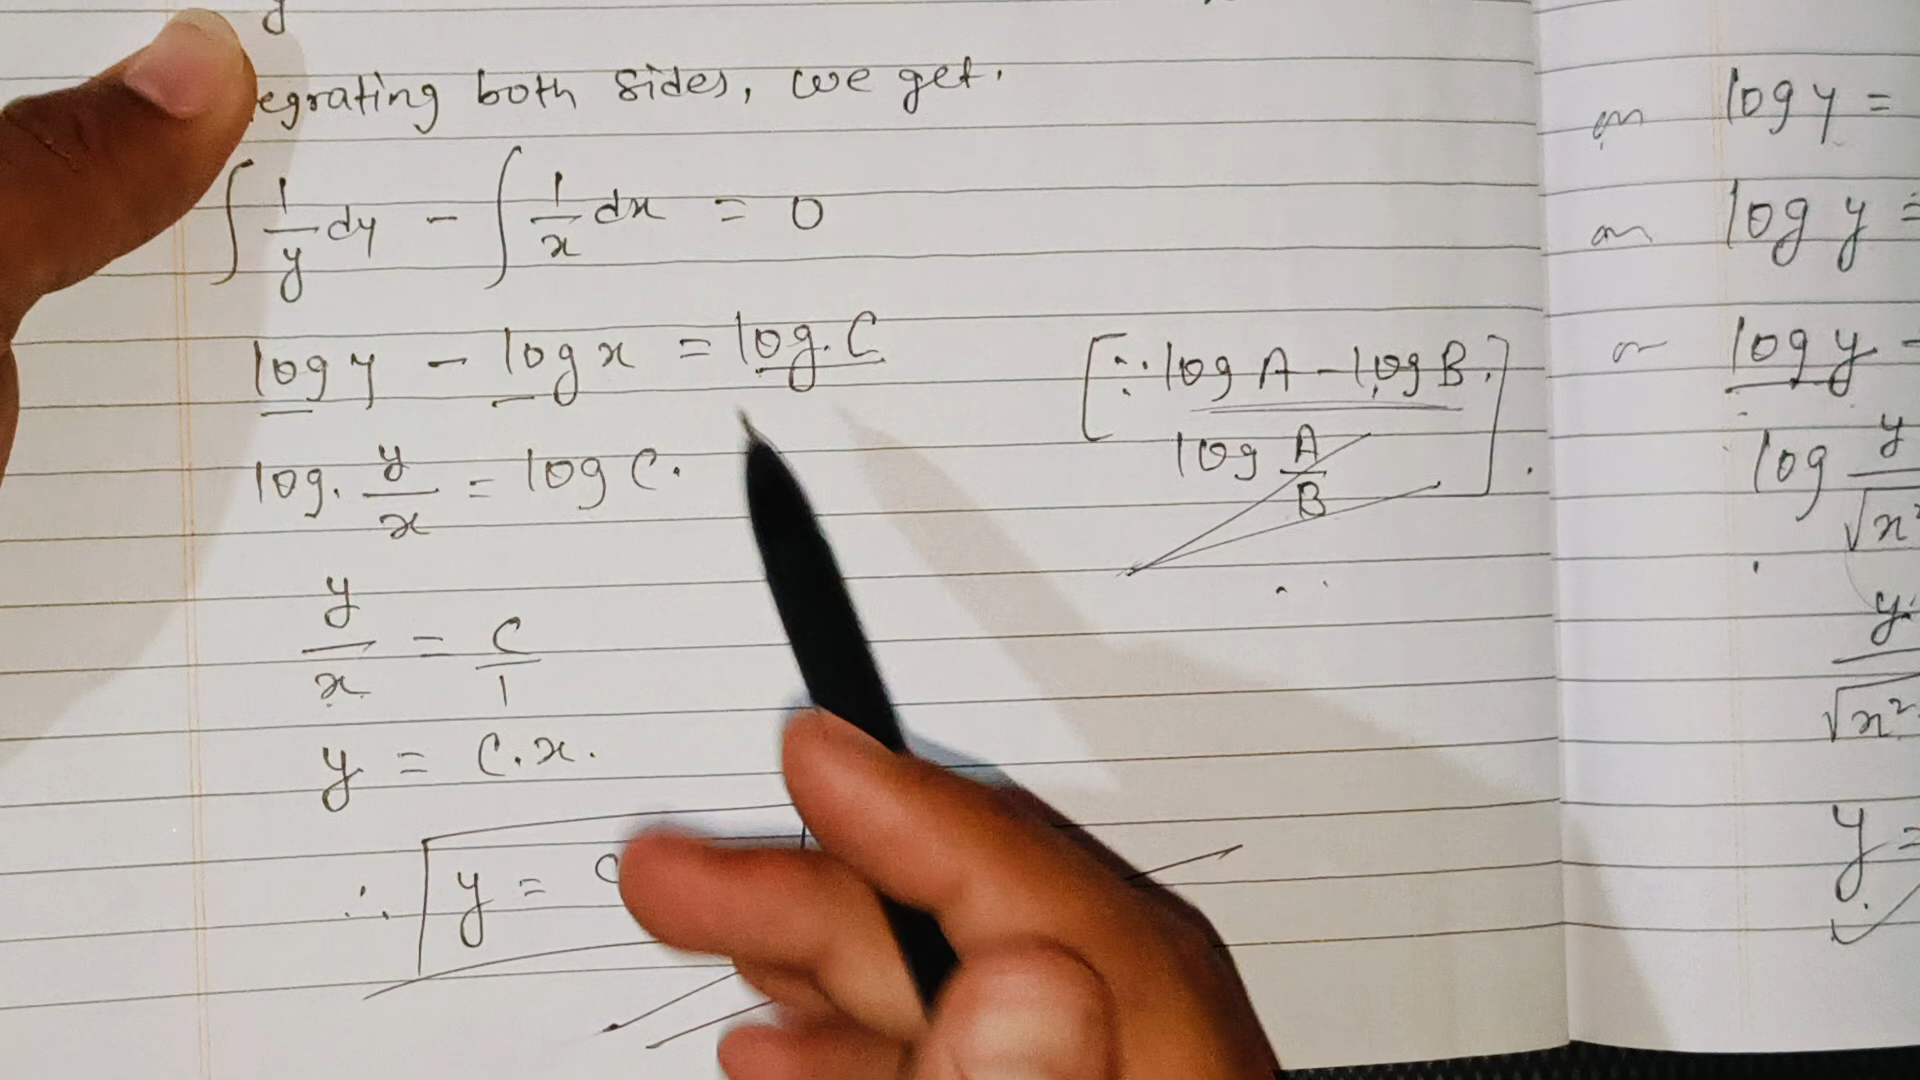 egrating both sides, we get.
∫ 1/y dy - ∫ 1/x dx = 0
log y - log x = log. C
[∵ log A - log B.
log A/B ] .
log. y/x = log C.
y/x = C/1
y = C.x.
∴ y = C
log y =
log y =
log y -
log y/√x²
y/√x²
y =